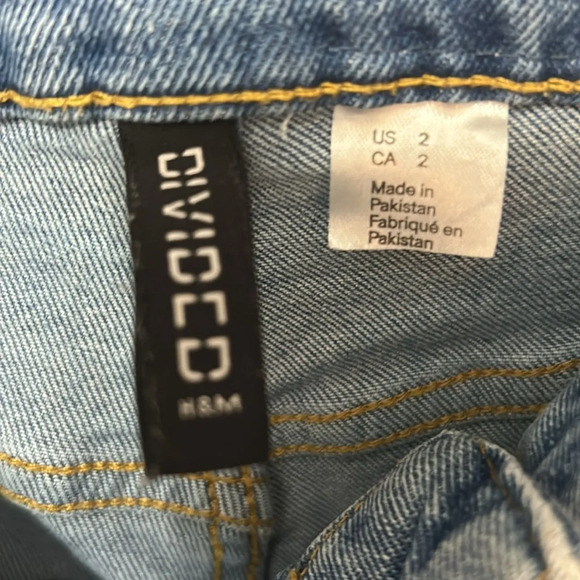 DIVIDED
H&M
US 2
CA 2
Made in
Pakistan
Fabriqué en
Pakistan